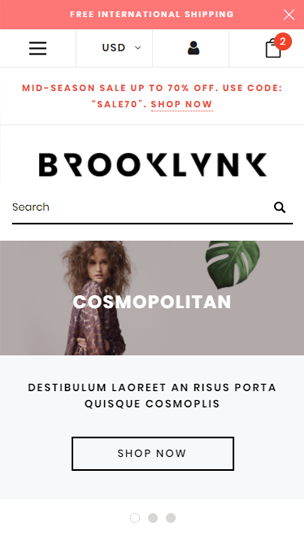 FREE INTERNATIONAL SHIPPING
USD
2
MID-SEASON SALE UP TO 70% OFF. USE CODE:
"SALE70". SHOP NOW
BROOKLYNK
Search
COSMOPOLITAN
DESTIBULUM LAOREET AN RISUS PORTA
QUISQUE COSMOPLIS
SHOP NOW